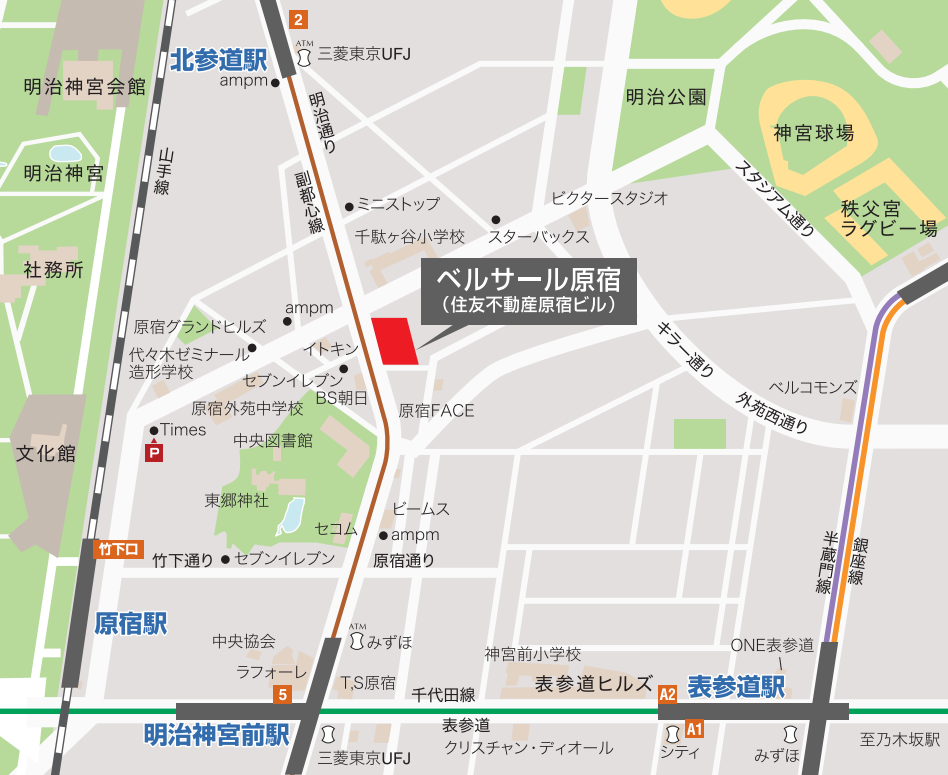 2
北参道駅
ATM
三菱東京UFJ
ampm
明治神宮会館
明治通り
明治公園
神宮球場
山手線
明治神宮
副都心線
ミニストップ
ビクタースタジオ
スタジアム通り
秩父宮
ラグビー場
千駄ヶ谷小学校
スターバックス
社務所
ベルサール原宿
（住友不動産原宿ビル）
ampm
原宿グランドヒルズ
代々木ゼミナール
造形学校
イトキン
セブンイレブン
BS朝日
キラー通り
ベルコモンズ
外苑西通り
原宿外苑中学校
原宿FACE
Times
P
中央図書館
文化館
東郷神社
ビームス
セコム
ampm
竹下口
竹下通り
セブンイレブン
原宿通り
半蔵門線
銀座線
原宿駅
ATM
みずほ
中央協会
ラフォーレ
神宮前小学校
ONE表参道
T,S原宿
表参道ヒルズ
5
千代田線
A2
表参道駅
明治神宮前駅
表参道
A1
クリスチャン・ディオール
シティ
みずほ
至乃木坂駅
三菱東京UFJ